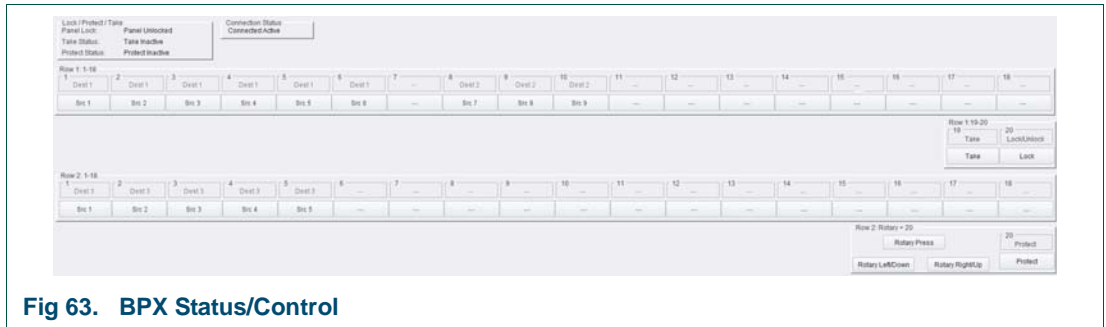 Lock / Protect / Take
Panel Lock: Panel Unlocked
Take Status: Take Inactive
Protect Status: Protect Inactive
Connection Status
Connected:Active
Row 1: 1-18
1 2 3 4 5 6 7 8 9 10 11 12 13 14 15 16 17 18
Dest 1 Dest 1 Dest 1 Dest 1 Dest 1 Dest 1 ... Dest 2 Dest 2 Dest 2 ... ... ... ... ... ... ... ...
Src 1 Src 2 Src 3 Src 4 Src 5 Src 6 ... Src 7 Src 8 Src 9 ... ... ... ... ... ... ... ...
Row 1:19-20
19 20
Take Lock/Unlock
Take Lock
Row 2: 1-18
1 2 3 4 5 6 7 8 9 10 11 12 13 14 15 16 17 18
Dest 3 Dest 3 Dest 3 Dest 3 Dest 3 ... ... ... ... ... ... ... ... ... ... ... ... ...
Src 1 Src 2 Src 3 Src 4 Src 5 ... ... ... ... ... ... ... ... ... ... ... ... ...
Row 2: Rotary + 20
Rotary Press
20
Protect
Rotary Left/Down Rotary Right/Up Protect
Fig 63. BPX Status/Control